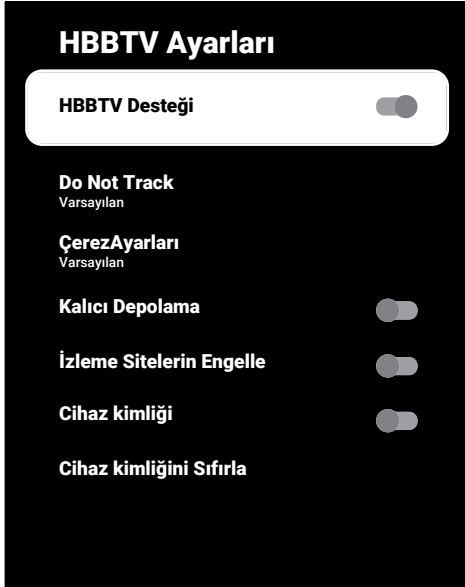 HBBTV Ayarları
HBBTV Desteği
Do Not Track
Varsayılan
ÇerezAyarları
Varsayılan
Kalıcı Depolama
İzleme Sitelerin Engelle
Cihaz kimliği
Cihaz kimliğini Sıfırla